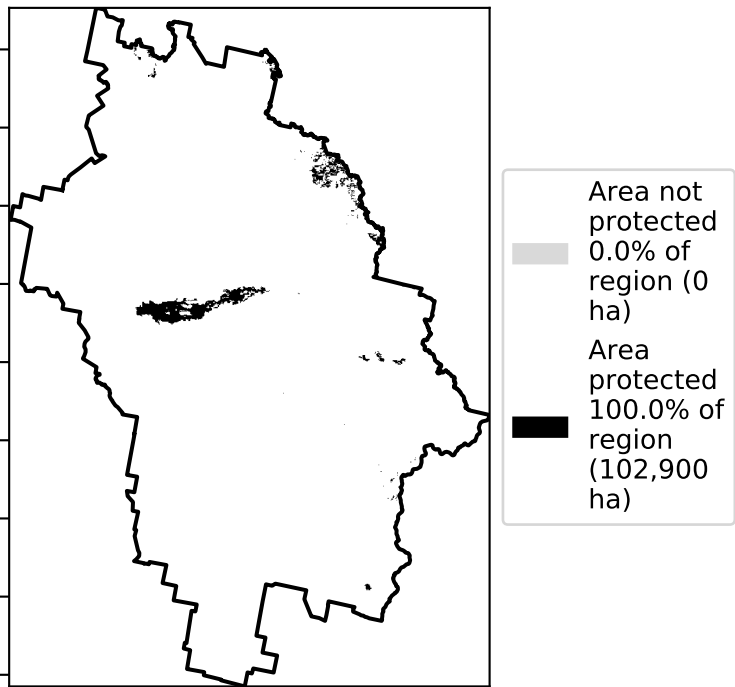 Area not
protected
0.0% of
region (0
ha)
Area
protected
100.0% of
region
(102,900
ha)